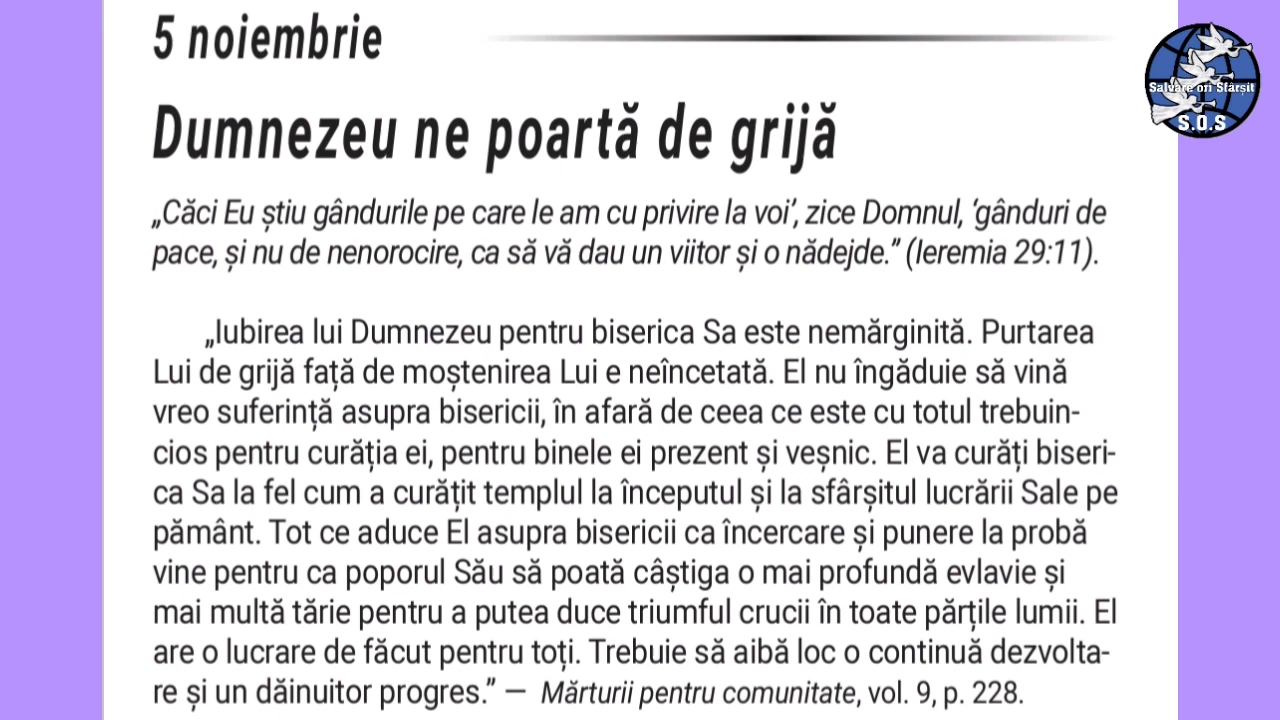 5 noiembrie
Dumnezeu ne poartă de grijă
„Căci Eu știu gândurile pe care le am cu privire la voi’, zice Domnul, ‘gânduri de
pace, și nu de nenorocire, ca să vă dau un viitor și o nădejde.” (Ieremia 29:11).
„Iubirea lui Dumnezeu pentru biserica Sa este nemărginită. Purtarea
Lui de grijă față de moștenirea Lui e neîncetată. El nu îngăduie să vină
vreo suferință asupra bisericii, în afară de ceea ce este cu totul trebuin-
cios pentru curăția ei, pentru binele ei prezent și veșnic. El va curăți biseri-
ca Sa la fel cum a curățit templul la începutul și la sfârșitul lucrării Sale pe
pământ. Tot ce aduce El asupra bisericii ca încercare și punere la probă
vine pentru ca poporul Său să poată câștiga o mai profundă evlavie și
mai multă tărie pentru a putea duce triumful crucii în toate părțile lumii. El
are o lucrare de făcut pentru toți. Trebuie să aibă loc o continuă dezvolta-
re și un dăinuitor progres.” — Mărturii pentru comunitate, vol. 9, p. 228.
Salvare ori Sfârșit
S.O.S